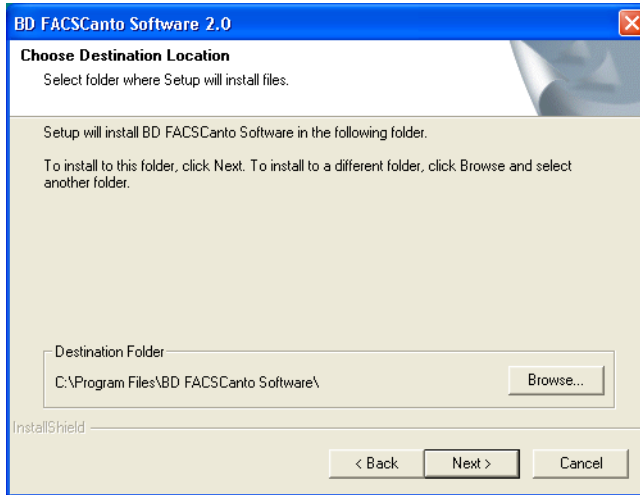 BD FACSCanto Software 2.0
Choose Destination Location
Select folder where Setup will install files.
Setup will install BD FACSCanto Software in the following folder.
To install to this folder, click Next. To install to a different folder, click Browse and select
another folder.
Destination Folder
C:\Program Files\BD FACSCanto Software\
Browse...
InstallShield
< Back
Next >
Cancel